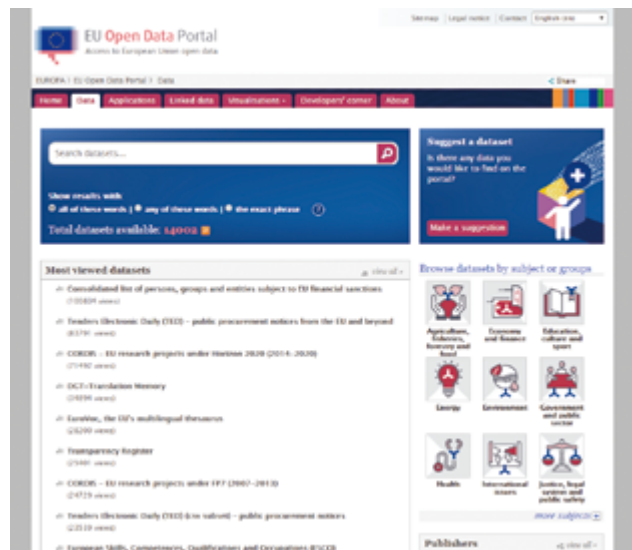 Sitemap | Legal notice | Contact | English (en)
EU Open Data Portal
Access to European Union open data
EUROPA > EU Open Data Portal > Data
Share
Home Data Applications Linked data Visualisations Developers' corner About
Search datasets...
Show results with
all of these words | any of these words | the exact phrase ?
Total datasets available: 14002
Suggest a dataset
Is there any data you
would like to find on the
portal?
Make a suggestion
Most viewed datasets
view all
Consolidated list of persons, groups and entities subject to EU financial sanctions
views)
Tenders Electronic Daily (TED) – public procurement notices from the EU and beyond
views)
CORDIS – EU research projects under Horizon 2020 (2014-2020)
views)
DGT-Translation Memory
views)
EuroVoc, the EU's multilingual thesaurus
views)
Transparency Register
views)
CORDIS – EU research projects under FP7 (2007-2013)
(24729 views)
Tenders Electronic Daily (TED) (csv subset) – public procurement notices
views)
European Skills, Competences, Qualifications and Occupations (ESCO)
Browse datasets by subject or groups
Agriculture,
fisheries,
forestry and
food
Economy
and finance
Education,
culture and
sport
Energy
Environment
Government
and public
sector
Health
International
issues
Justice, legal
system and
public safety
more subjects +
Publishers
view all